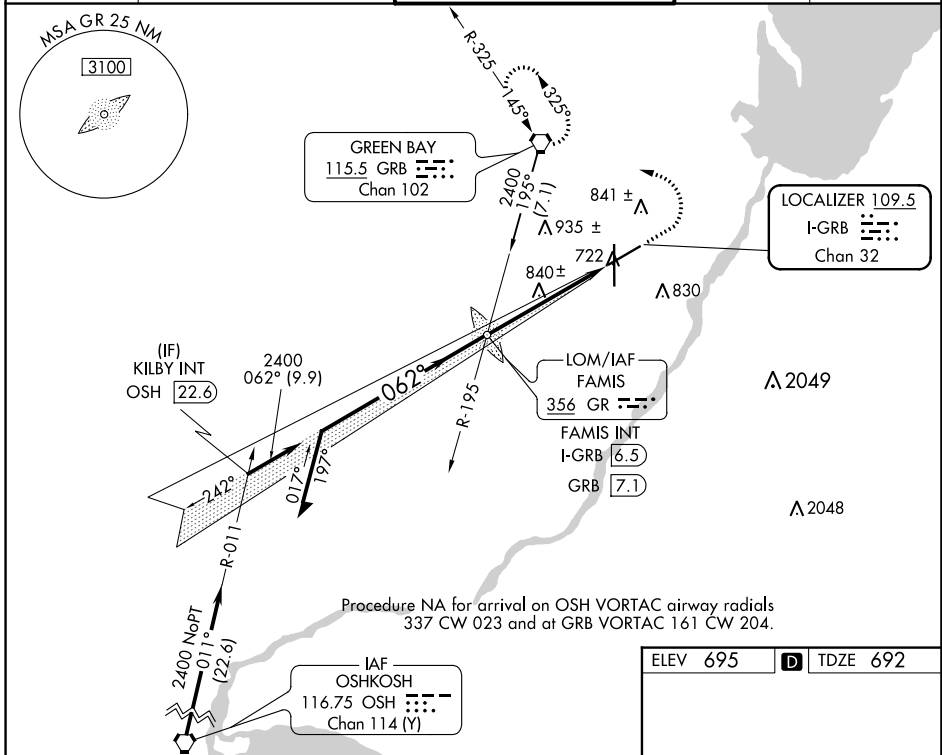 MSA GR 25 NM
3100
R-325
145°
325°
GREEN BAY
115.5 GRB
Chan 102
2400
195°
(7.1)
841 ±
935 ±
722
840 ±
830
LOCALIZER 109.5
I-GRB
Chan 32
(IF)
KILBY INT
OSH 22.6
2400
062° (9.9)
062°
R-195
LOM/IAF
FAMIS
356 GR
FAMIS INT
I-GRB 6.5
GRB 7.1
2049
2048
242°
017°
197°
R-011
2400 NoPT
011°
(22.6)
Procedure NA for arrival on OSH VORTAC airway radials
337 CW 023 and at GRB VORTAC 161 CW 204.
IAF
OSHKOSH
116.75 OSH
Chan 114 (Y)
ELEV 695 D TDZE 692